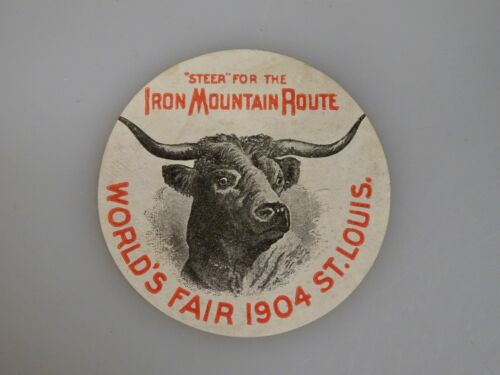 "STEER" FOR THE
IRON MOUNTAIN ROUTE
WORLD'S FAIR 1904 ST. LOUIS.